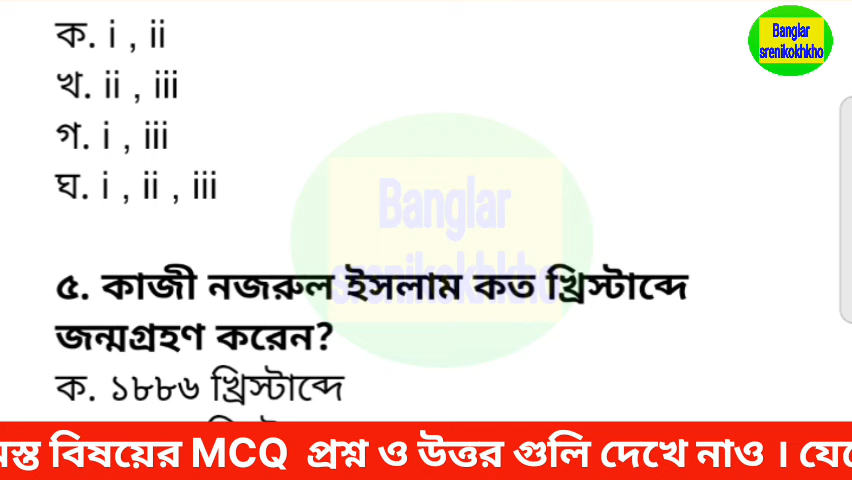 Banglar
srenikokhkho
ক. i , ii
খ. ii , iii
গ. i , iii
ঘ. i , ii , iii
Banglar
srenikokhkho
৫. কাজী নজরুল ইসলাম কত খ্রিস্টাব্দে
জন্মগ্রহণ করেন?
ক. ১৮৮৬ খ্রিস্টাব্দে
বিষয়ের MCQ প্রশ্ন ও উত্তর গুলি দেখে নাও ।